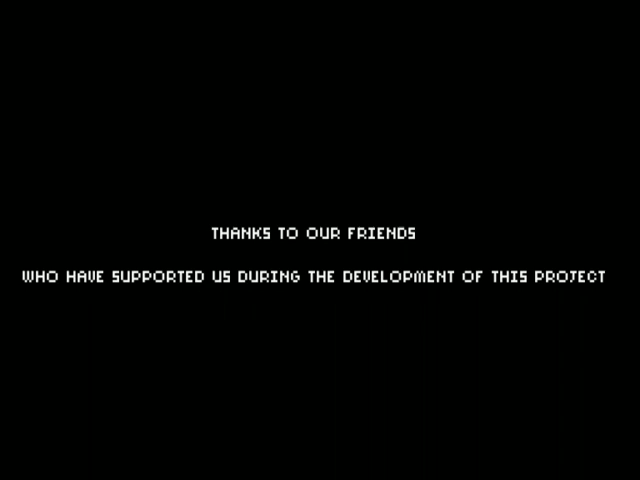 THANKS TO OUR FRIENDS
WHO HAVE SUPPORTED US DURING THE DEVELOPMENT OF THIS PROJECT